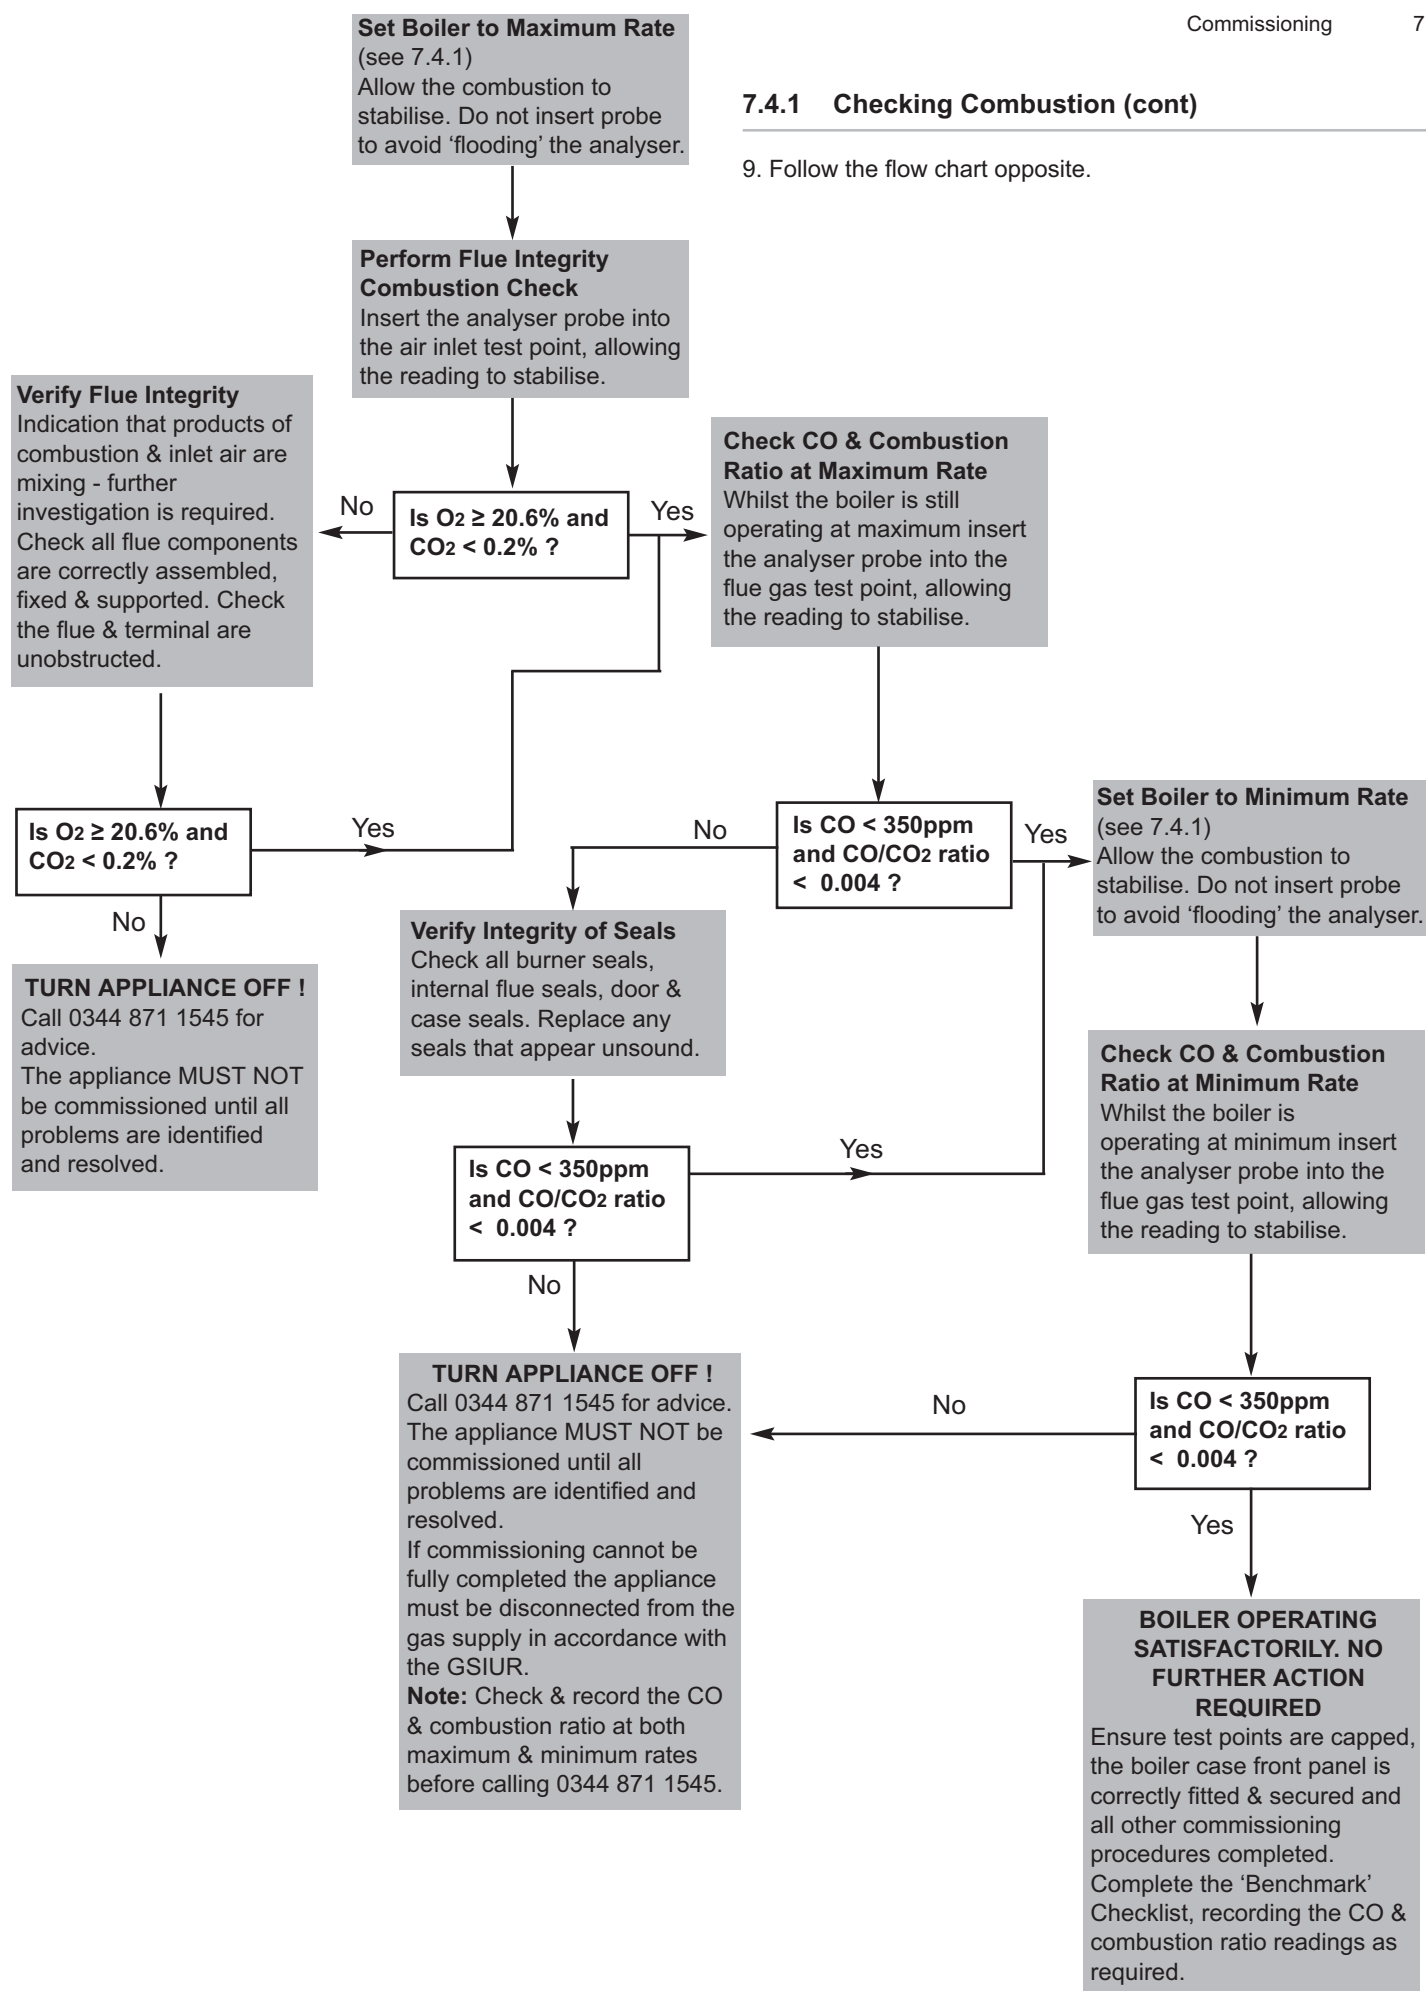 Commissioning 7
7.4.1 Checking Combustion (cont)
9. Follow the flow chart opposite.
Set Boiler to Maximum Rate
(see 7.4.1)
Allow the combustion to
stabilise. Do not insert probe
to avoid ‘flooding’ the analyser.
Perform Flue Integrity
Combustion Check
Insert the analyser probe into
the air inlet test point, allowing
the reading to stabilise.
Is O2 ≥ 20.6% and
CO2 < 0.2% ?
No
Yes
Verify Flue Integrity
Indication that products of
combustion & inlet air are
mixing - further
investigation is required.
Check all flue components
are correctly assembled,
fixed & supported. Check
the flue & terminal are
unobstructed.
Is O2 ≥ 20.6% and
CO2 < 0.2% ?
Yes
No
TURN APPLIANCE OFF !
Call 0344 871 1545 for
advice.
The appliance MUST NOT
be commissioned until all
problems are identified
and resolved.
Check CO & Combustion
Ratio at Maximum Rate
Whilst the boiler is still
operating at maximum insert
the analyser probe into the
flue gas test point, allowing
the reading to stabilise.
Is CO < 350ppm
and CO/CO2 ratio
< 0.004 ?
No
Yes
Verify Integrity of Seals
Check all burner seals,
internal flue seals, door &
case seals. Replace any
seals that appear unsound.
Is CO < 350ppm
and CO/CO2 ratio
< 0.004 ?
Yes
No
TURN APPLIANCE OFF !
Call 0344 871 1545 for advice.
The appliance MUST NOT be
commissioned until all
problems are identified and
resolved.
If commissioning cannot be
fully completed the appliance
must be disconnected from the
gas supply in accordance with
the GSIUR.
Note: Check & record the CO
& combustion ratio at both
maximum & minimum rates
before calling 0344 871 1545.
Set Boiler to Minimum Rate
(see 7.4.1)
Allow the combustion to
stabilise. Do not insert probe
to avoid ‘flooding’ the analyser.
Check CO & Combustion
Ratio at Minimum Rate
Whilst the boiler is
operating at minimum insert
the analyser probe into the
flue gas test point, allowing
the reading to stabilise.
Is CO < 350ppm
and CO/CO2 ratio
< 0.004 ?
No
Yes
BOILER OPERATING
SATISFACTORILY. NO
FURTHER ACTION
REQUIRED
Ensure test points are capped,
the boiler case front panel is
correctly fitted & secured and
all other commissioning
procedures completed.
Complete the ‘Benchmark’
Checklist, recording the CO &
combustion ratio readings as
required.